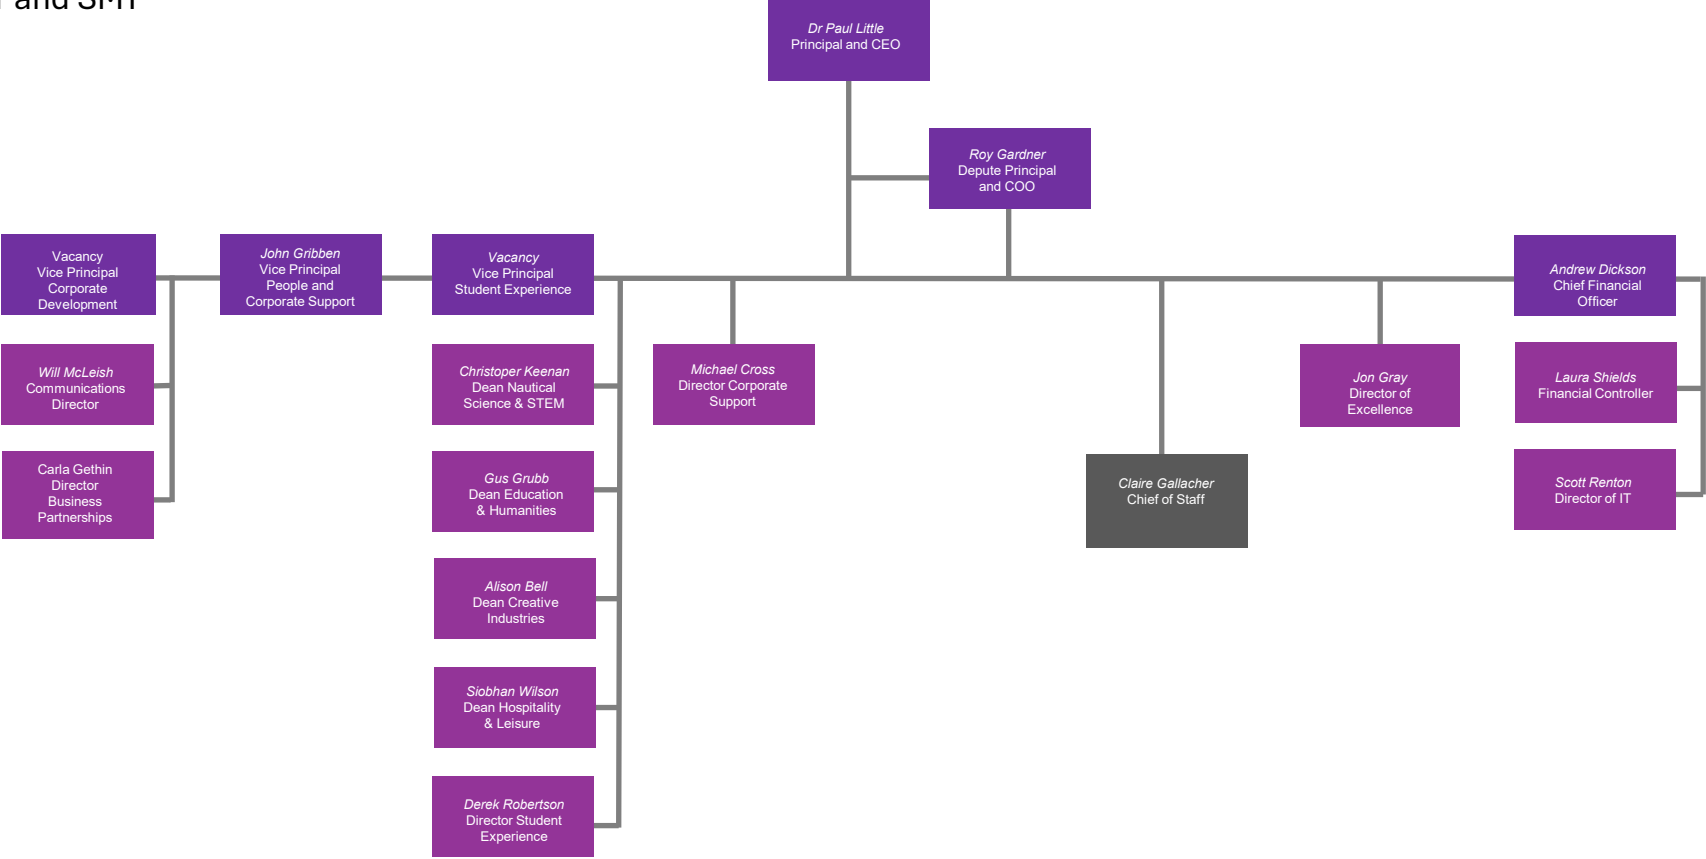 Dr Paul Little
Principal and CEO
Roy Gardner
Depute Principal
and COO
Vacancy
Vice Principal
Corporate
Development
John Gribben
Vice Principal
People and
Corporate Support
Vacancy
Vice Principal
Student Experience
Andrew Dickson
Chief Financial
Officer
Will McLeish
Communications
Director
Christoper Keenan
Dean Nautical
Science & STEM
Michael Cross
Director Corporate
Support
Jon Gray
Director of
Excellence
Laura Shields
Financial Controller
Carla Gethin
Director
Business
Partnerships
Gus Grubb
Dean Education
& Humanities
Claire Gallacher
Chief of Staff
Scott Renton
Director of IT
Alison Bell
Dean Creative
Industries
Siobhan Wilson
Dean Hospitality
& Leisure
Derek Robertson
Director Student
Experience